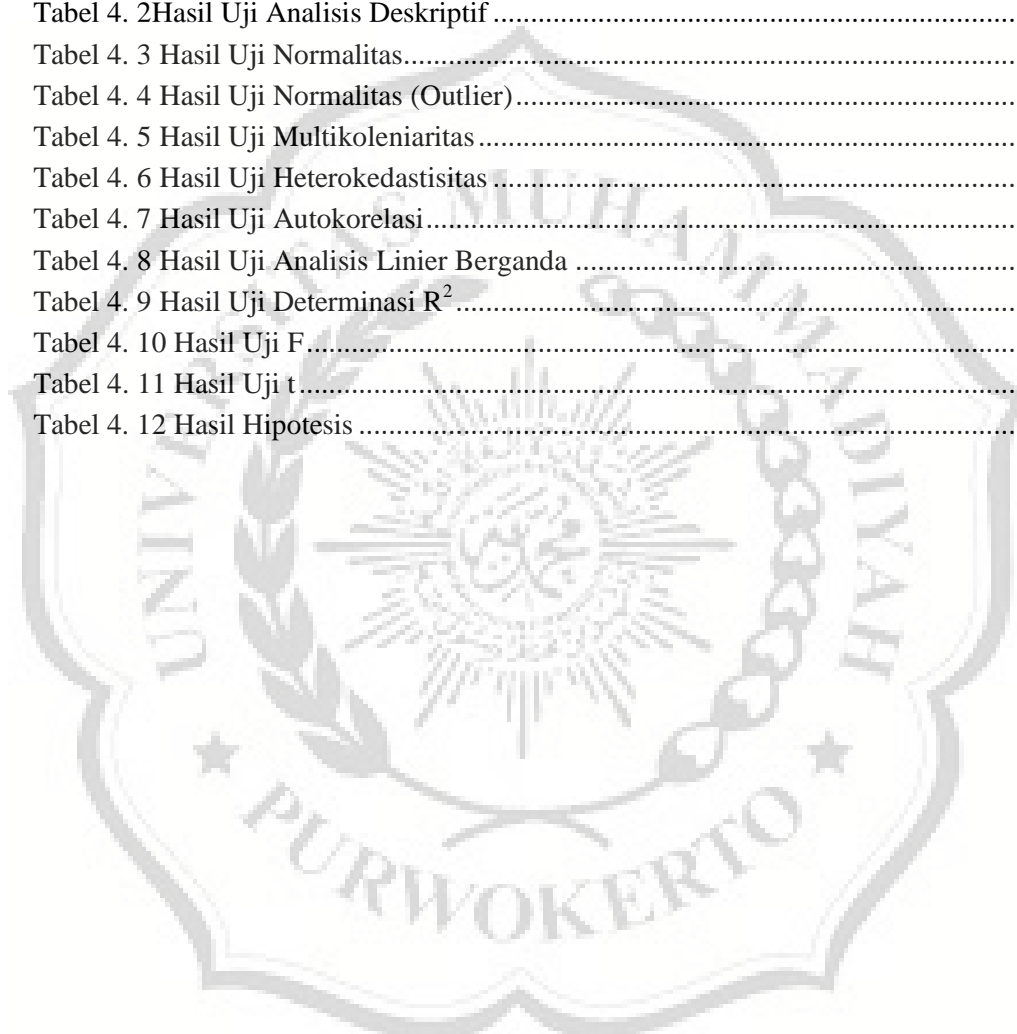 Tabel 4. 2Hasil Uji Analisis Deskriptif ........................................................................
Tabel 4. 3 Hasil Uji Normalitas....................................................................................
Tabel 4. 4 Hasil Uji Normalitas (Outlier).....................................................................
Tabel 4. 5 Hasil Uji Multikoleniaritas..........................................................................
Tabel 4. 6 Hasil Uji Heterokedastisitas ........................................................................
Tabel 4. 7 Hasil Uji Autokorelasi.................................................................................
Tabel 4. 8 Hasil Uji Analisis Linier Berganda .............................................................
Tabel 4. 9 Hasil Uji Determinasi R².............................................................................
Tabel 4. 10 Hasil Uji F.................................................................................................
Tabel 4. 11 Hasil Uji t..................................................................................................
Tabel 4. 12 Hasil Hipotesis ..........................................................................................
UNIVERSITAS MUHAMMADIYAH
PURWOKERTO